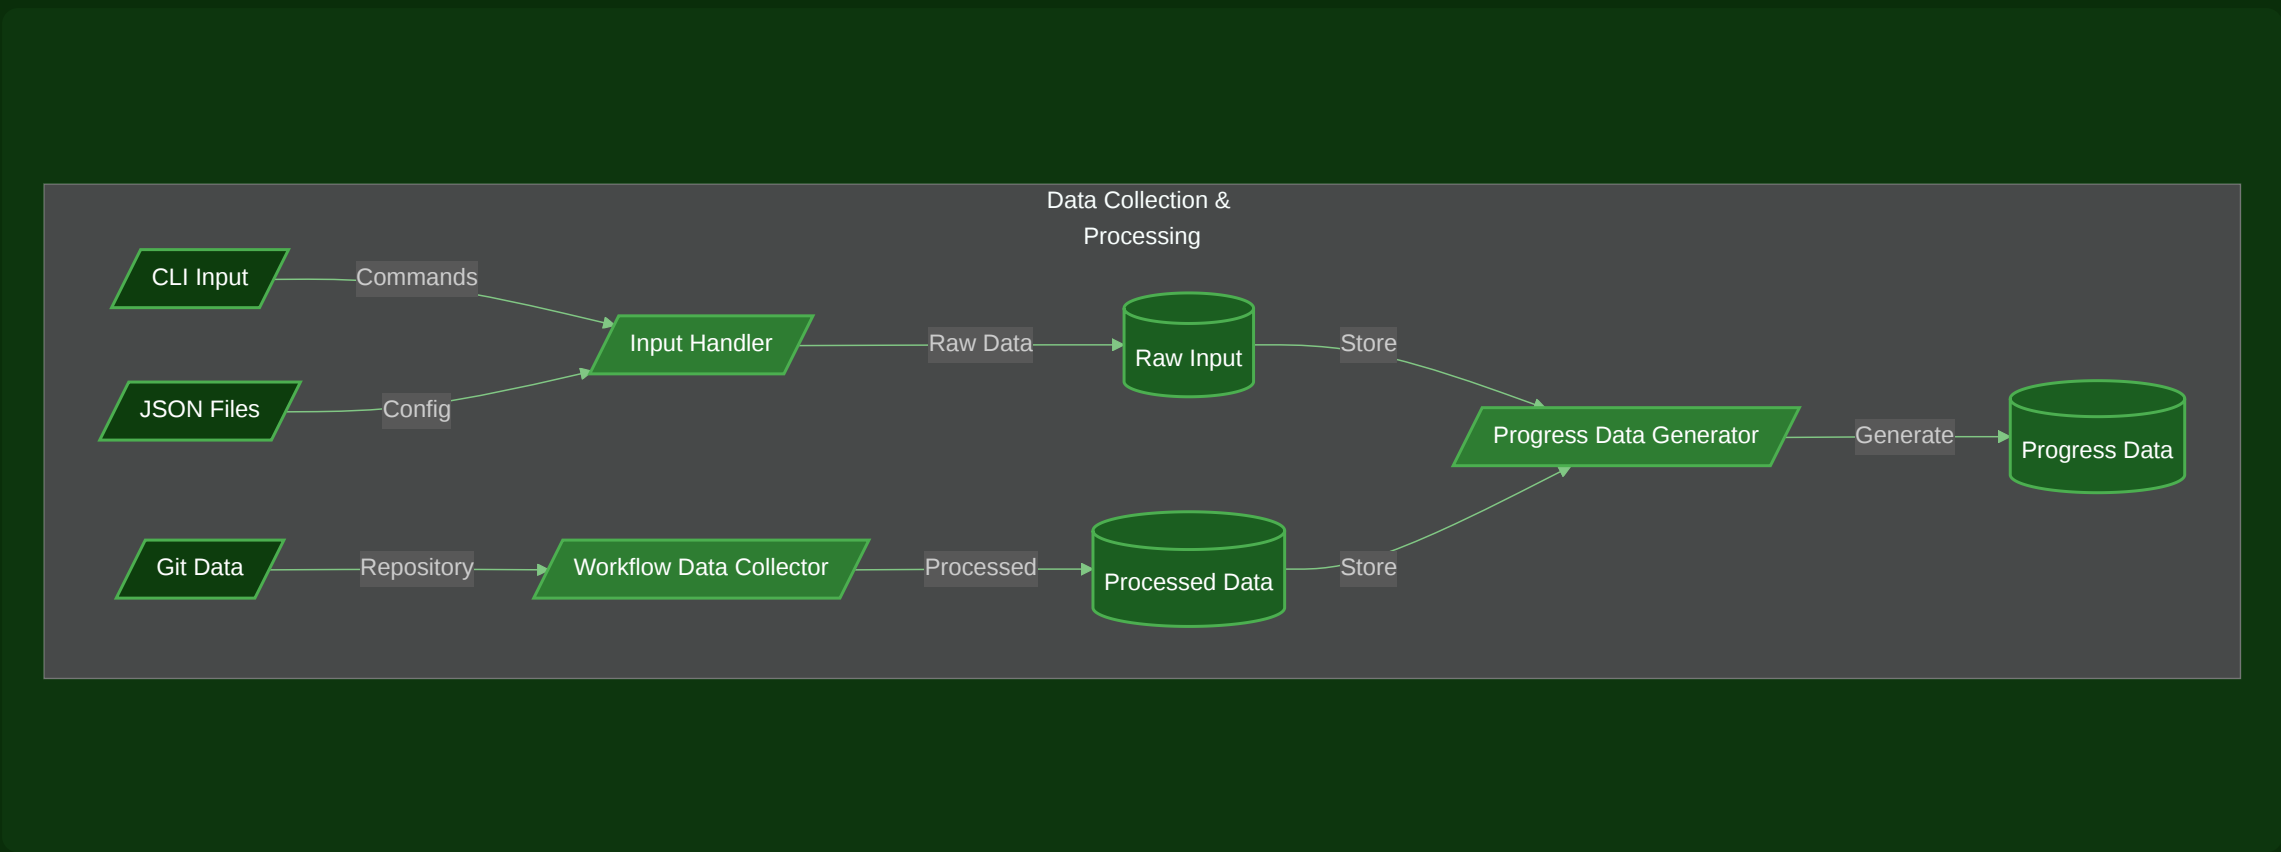 Data Collection &
Processing
CLI Input
Commands
JSON Files
Config
Input Handler
Raw Data
Raw Input
Store
Git Data
Repository
Workflow Data Collector
Processed
Processed Data
Store
Progress Data Generator
Generate
Progress Data